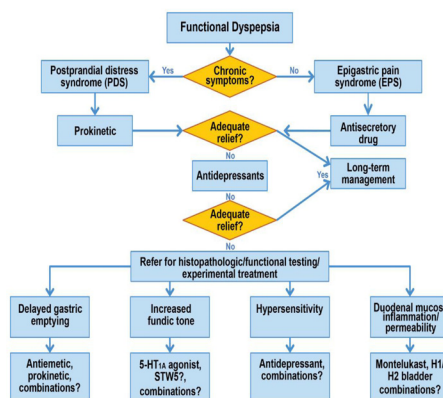 Functional Dyspepsia
Postprandial distress
syndrome (PDS)
Yes
Chronic
symptoms?
No
Epigastric pain
syndrome (EPS)
Prokinetic
Adequate
relief?
Antisecretory
drug
No
Antidepressants
Yes
Long-term
management
Adequate
relief?
No
Refer for histopathologic/functional testing/
experimental treatment
Delayed gastric
emptying
Increased
fundic tone
Hypersensitivity
Duodenal mucos
inflammation/
permeability
Antiemetic,
prokinetic,
combinations?
5-HT1A agonist,
STW5?,
combinations?
Antidepressant,
combinations?
Montelukast, H1/
H2 bladder
combinations?